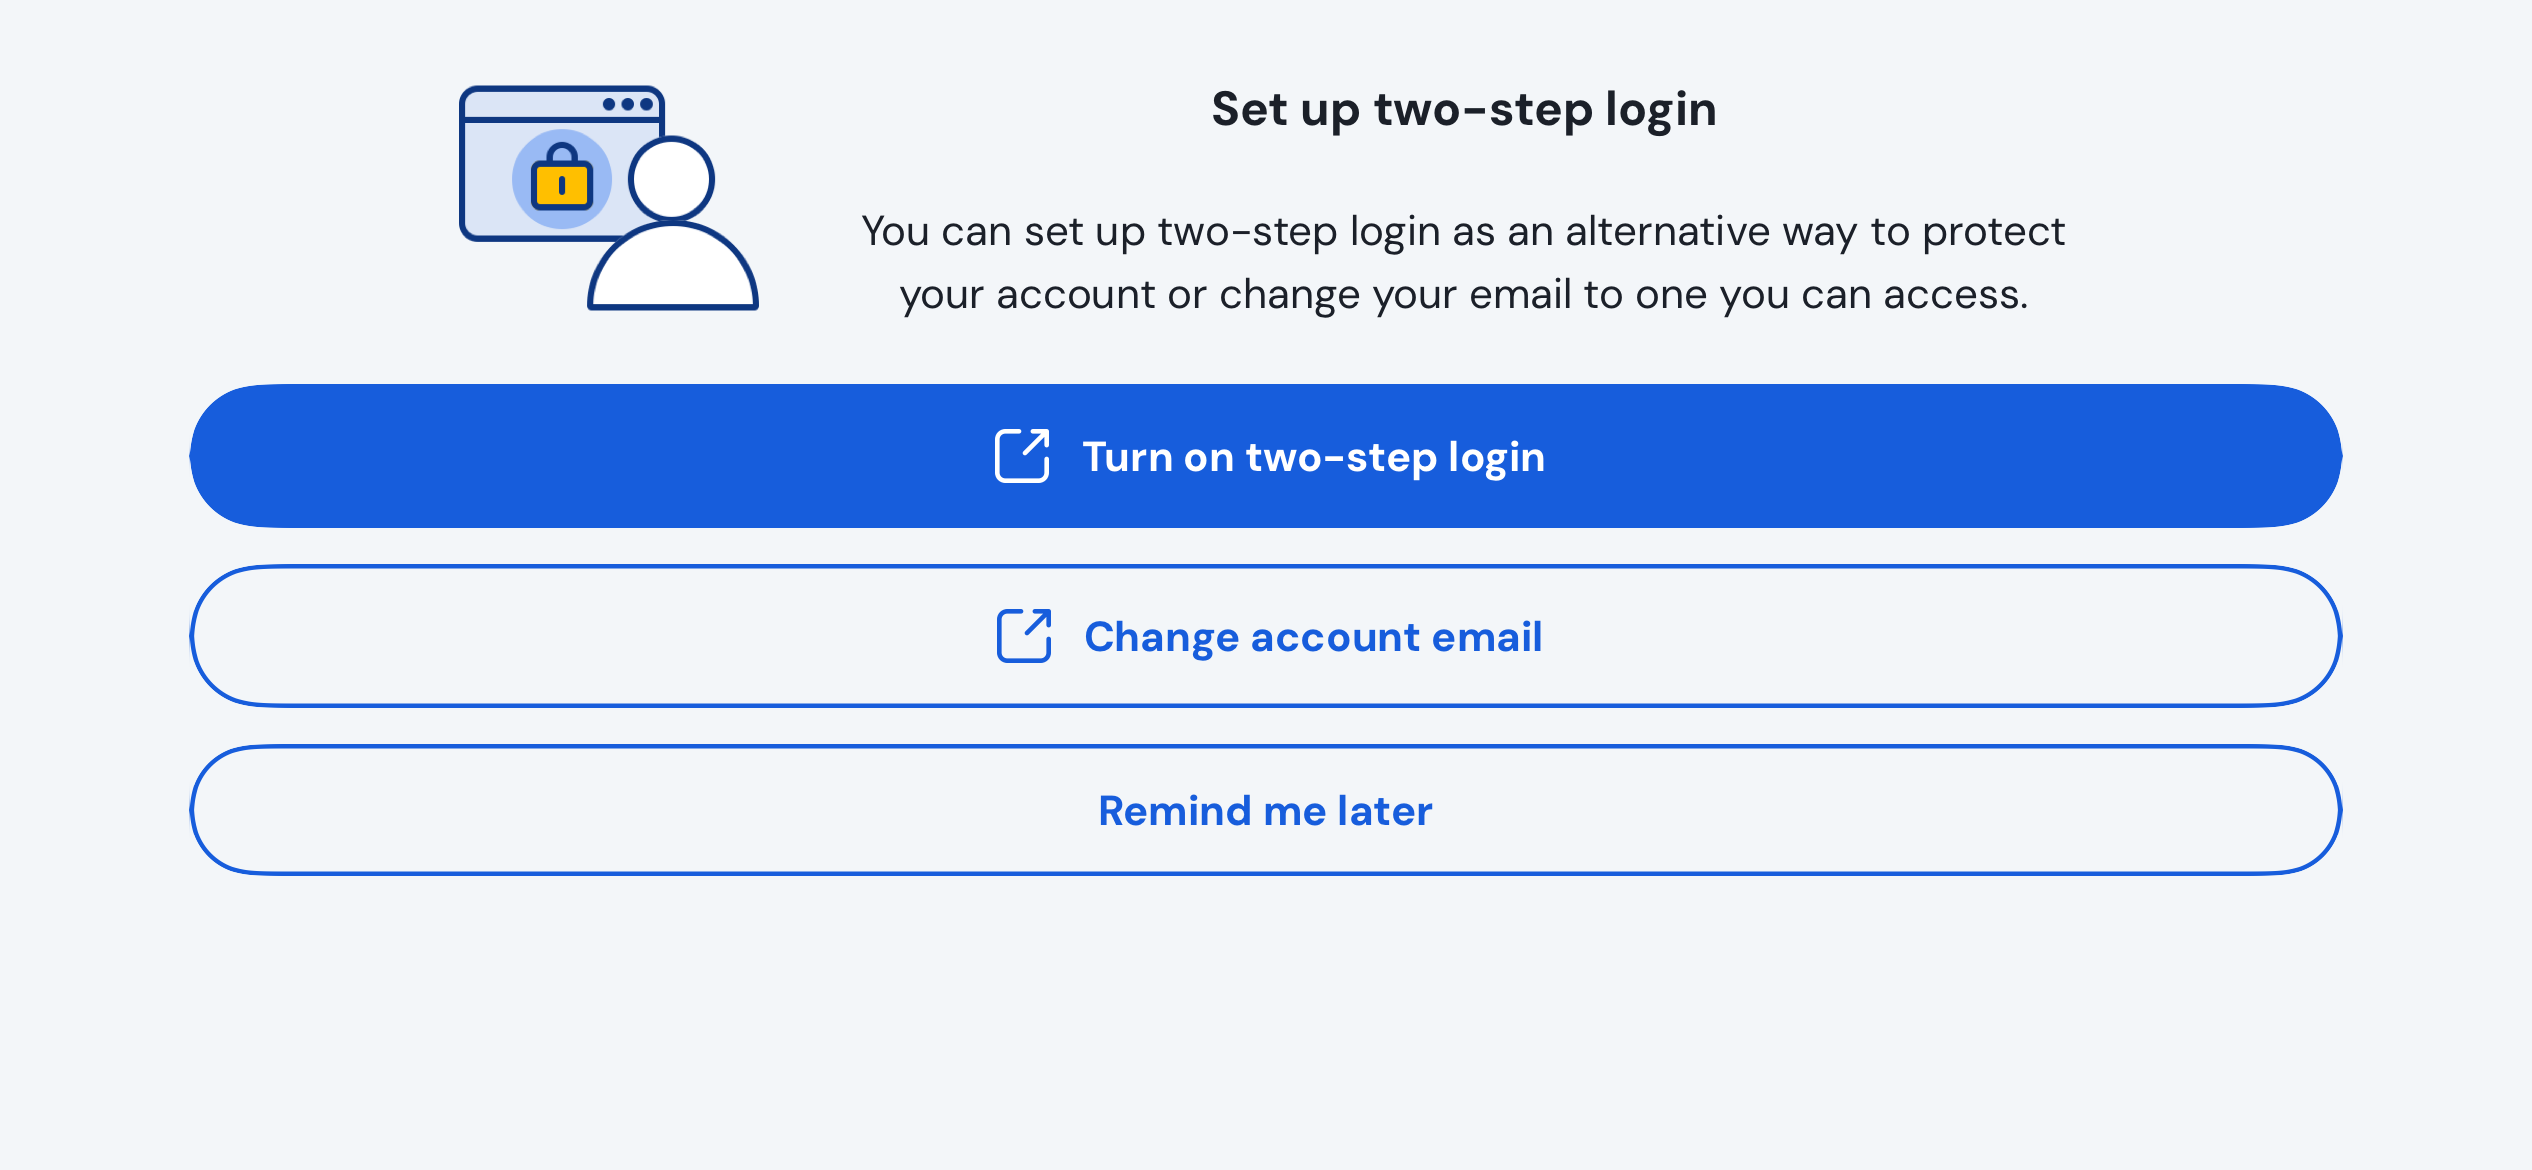 Set up two-step login
You can set up two-step login as an alternative way to protect
your account or change your email to one you can access.
Turn on two-step login
Change account email
Remind me later